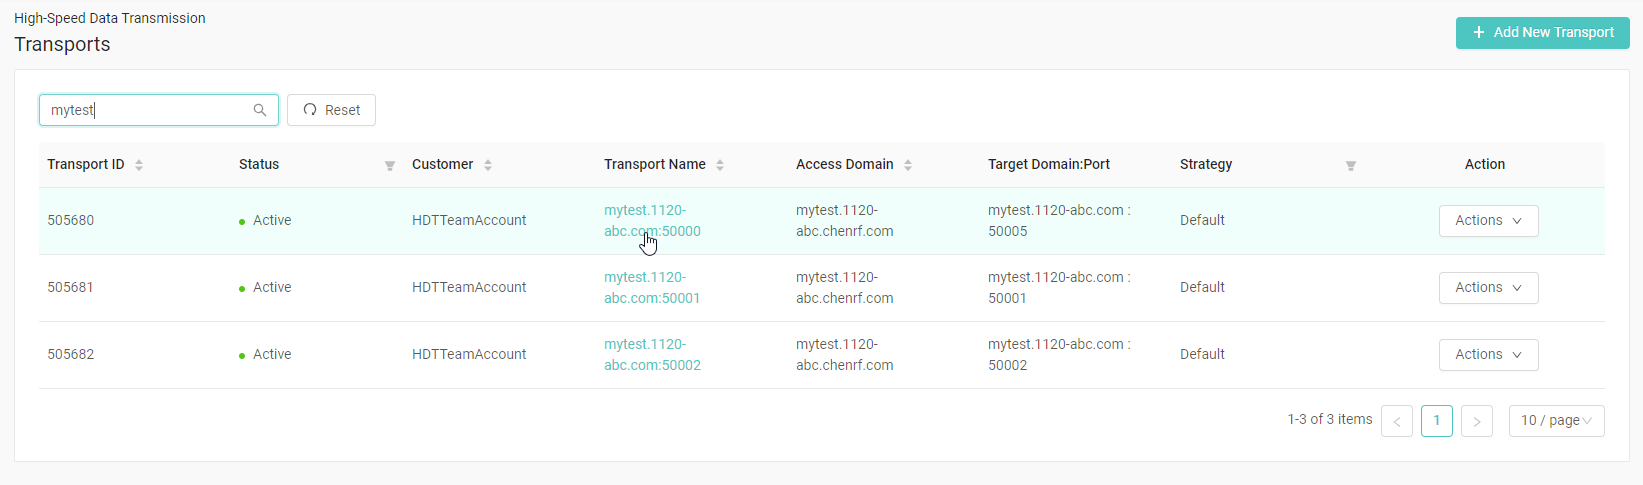 High-Speed Data Transmission
Transports
Add New Transport
mytest
Reset
Transport ID Status Customer Transport Name Access Domain Target Domain:Port Strategy Action
505680 Active HDTTeamAccount mytest.1120-abc.com:50000 mytest.1120-abc.chenrf.com mytest.1120-abc.com : 50005 Default Actions
505681 Active HDTTeamAccount mytest.1120-abc.com:50001 mytest.1120-abc.chenrf.com mytest.1120-abc.com : 50001 Default Actions
505682 Active HDTTeamAccount mytest.1120-abc.com:50002 mytest.1120-abc.chenrf.com mytest.1120-abc.com : 50002 Default Actions
1-3 of 3 items 1 10 / page